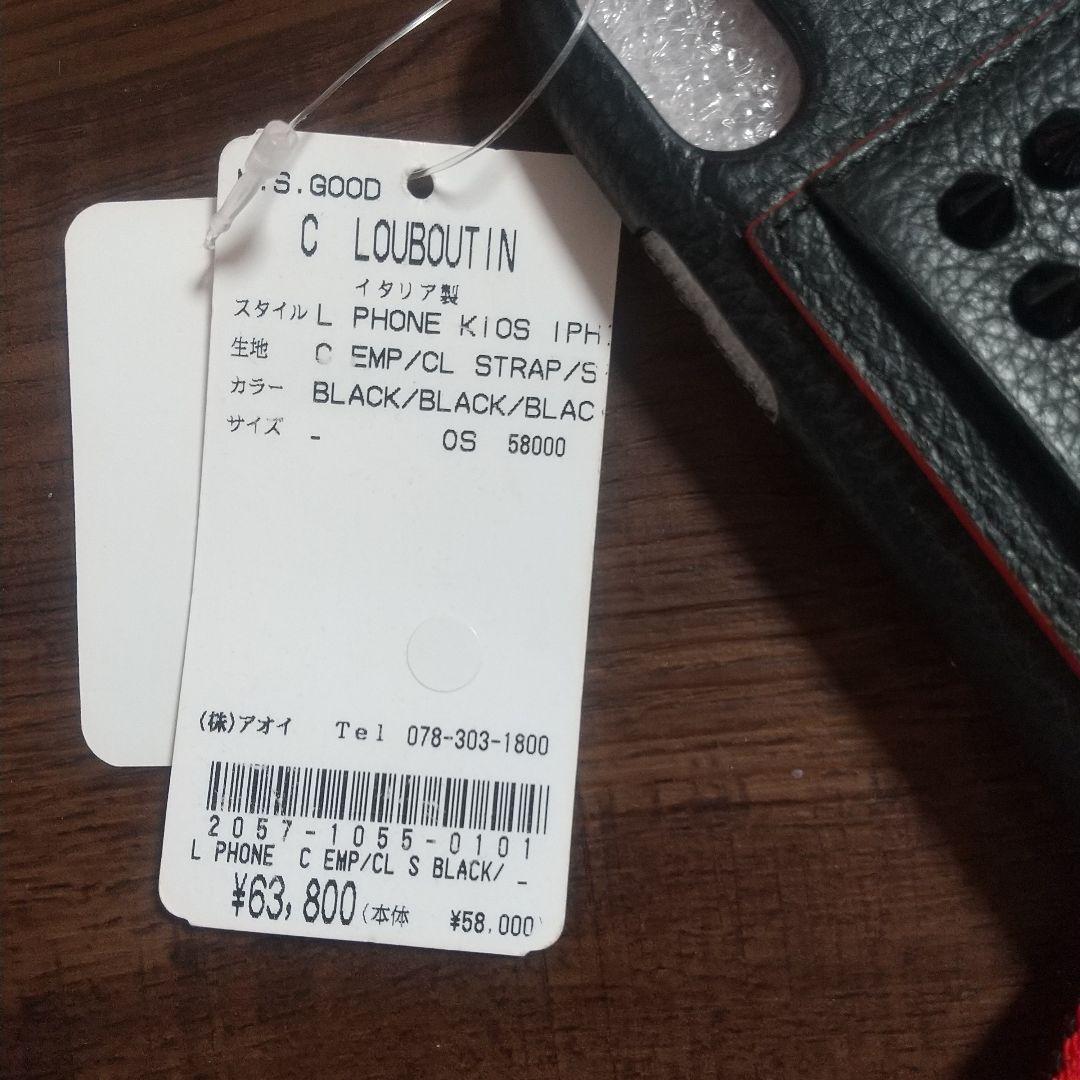 .S.GOOD
C LOUBOUTIN
イタリア製
スタイル L PHONE KIOS IPH
生地 C EMP/CL STRAP/S
カラー BLACK/BLACK/BLAC
サイズ - OS 58000
(株)アオイ Tel 078-303-1800
2057-1055-0101
L PHONE C EMP/CL S BLACK/ _
¥63,800(本体 ¥58,000)